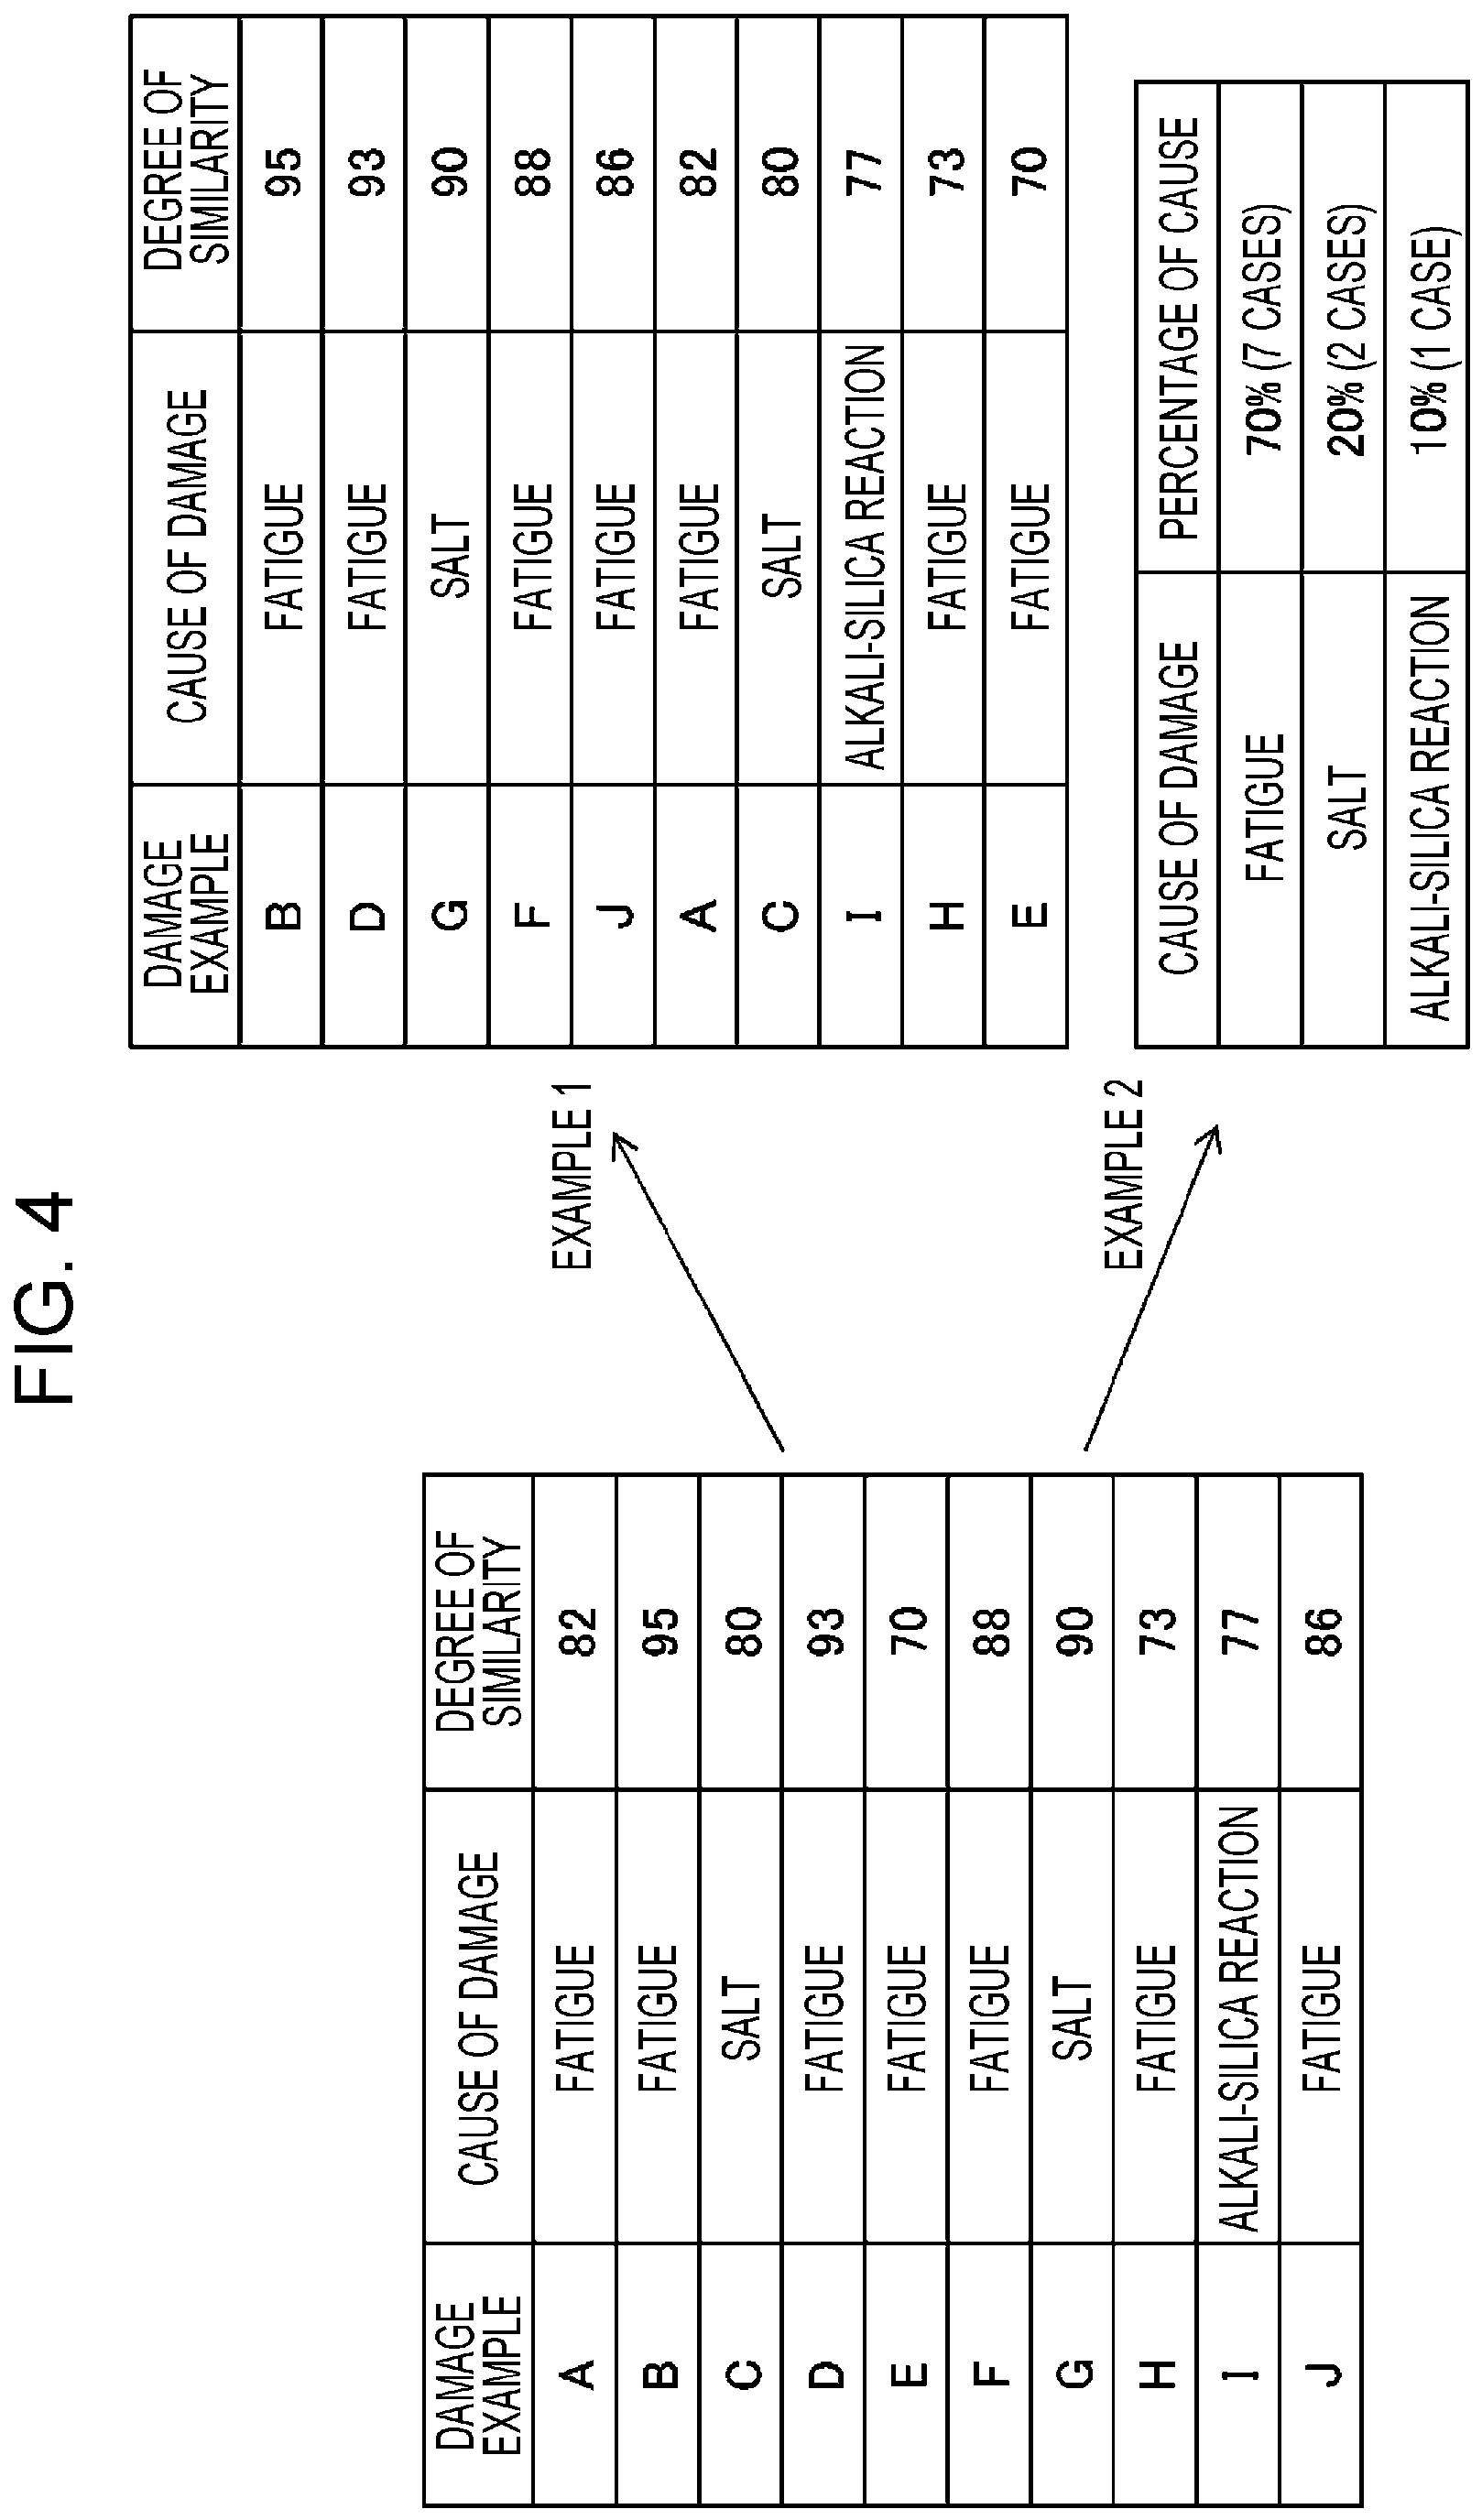 FIG. 4
DAMAGE EXAMPLE CAUSE OF DAMAGE DEGREE OF SIMILARITY
A FATIGUE 82
B FATIGUE 95
C SALT 80
D FATIGUE 93
E FATIGUE 70
F FATIGUE 88
G SALT 90
H FATIGUE 73
I ALKALI-SILICA REACTION 77
J FATIGUE 86
EXAMPLE 1
DAMAGE EXAMPLE CAUSE OF DAMAGE DEGREE OF SIMILARITY
B FATIGUE 95
D FATIGUE 93
G SALT 90
F FATIGUE 88
J FATIGUE 86
A FATIGUE 82
C SALT 80
I ALKALI-SILICA REACTION 77
H FATIGUE 73
E FATIGUE 70
EXAMPLE 2
CAUSE OF DAMAGE PERCENTAGE OF CAUSE
FATIGUE 70% (7 CASES)
SALT 20% (2 CASES)
ALKALI-SILICA REACTION 10% (1 CASE)